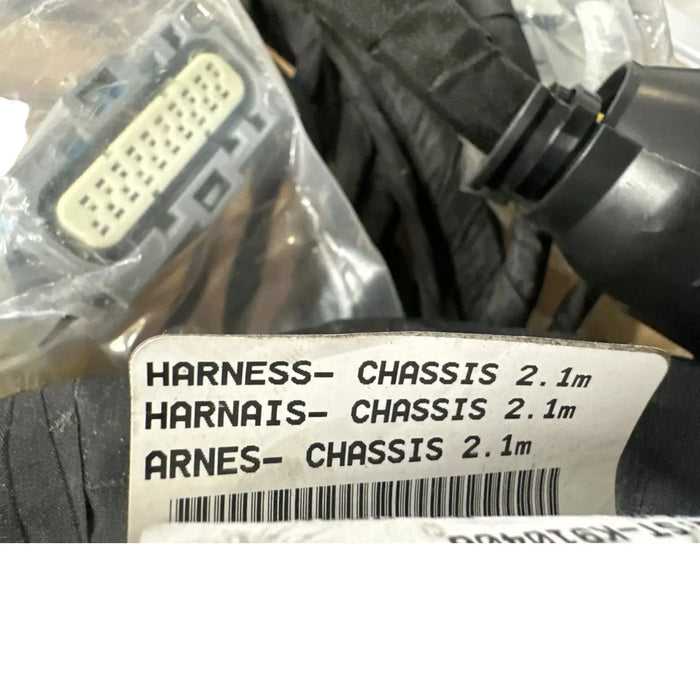 HARNESS- CHASSIS 2.1m
HARNAIS- CHASSIS 2.1m
ARNES- CHASSIS 2.1m